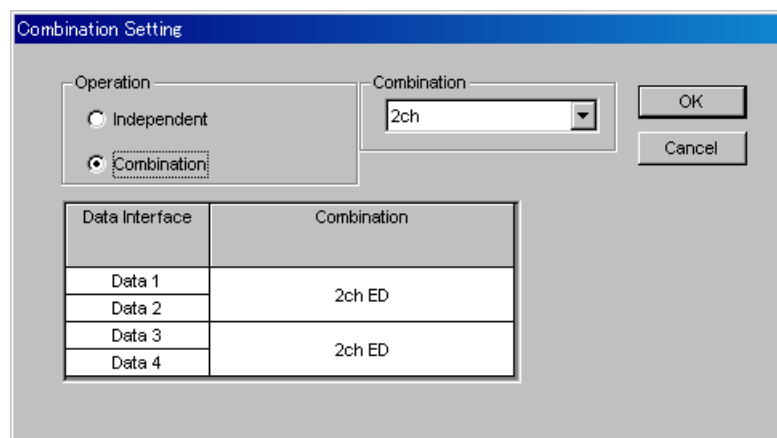 Combination Setting
Operation
Independent
Combination
Combination
2ch
OK
Cancel
Data Interface Combination
Data 1
Data 2
2ch ED
Data 3
Data 4
2ch ED